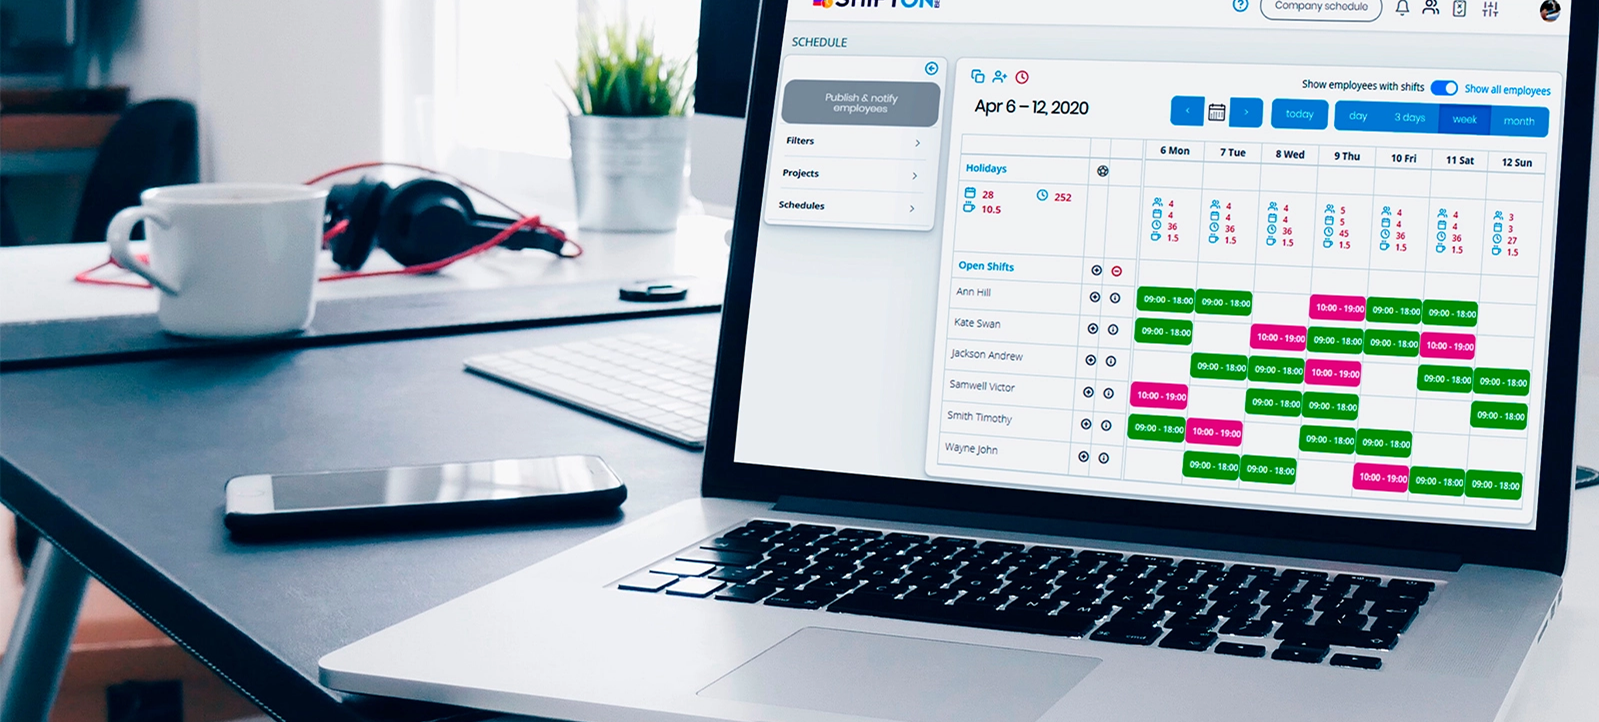 SHIFTON
Company schedule
SCHEDULE
Publish & notify
employees
Filters
Projects
Schedules
Show employees with shifts Show all employees
Apr 6 – 12, 2020
today
day 3 days week month
6 Mon 7 Tue 8 Wed 9 Thu 10 Fri 11 Sat 12 Sun
Holidays
28 252
10.5
4 4 4 5 4 4 3
4 4 4 5 4 4 3
36 36 36 45 36 36 27
1.5 1.5 1.5 1.5 1.5 1.5 1.5
Open Shifts
Ann Hill 09:00 - 18:00 09:00 - 18:00 10:00 - 19:00 09:00 - 18:00 09:00 - 18:00
Kate Swan 09:00 - 18:00 10:00 - 19:00 09:00 - 18:00 09:00 - 18:00 10:00 - 19:00
Jackson Andrew 09:00 - 18:00 09:00 - 18:00 10:00 - 19:00 09:00 - 18:00 09:00 - 18:00
Samwell Victor 10:00 - 19:00 09:00 - 18:00 09:00 - 18:00 09:00 - 18:00
Smith Timothy 09:00 - 18:00 10:00 - 19:00 09:00 - 18:00 09:00 - 18:00
Wayne John 09:00 - 18:00 09:00 - 18:00 10:00 - 19:00 09:00 - 18:00 09:00 - 18:00